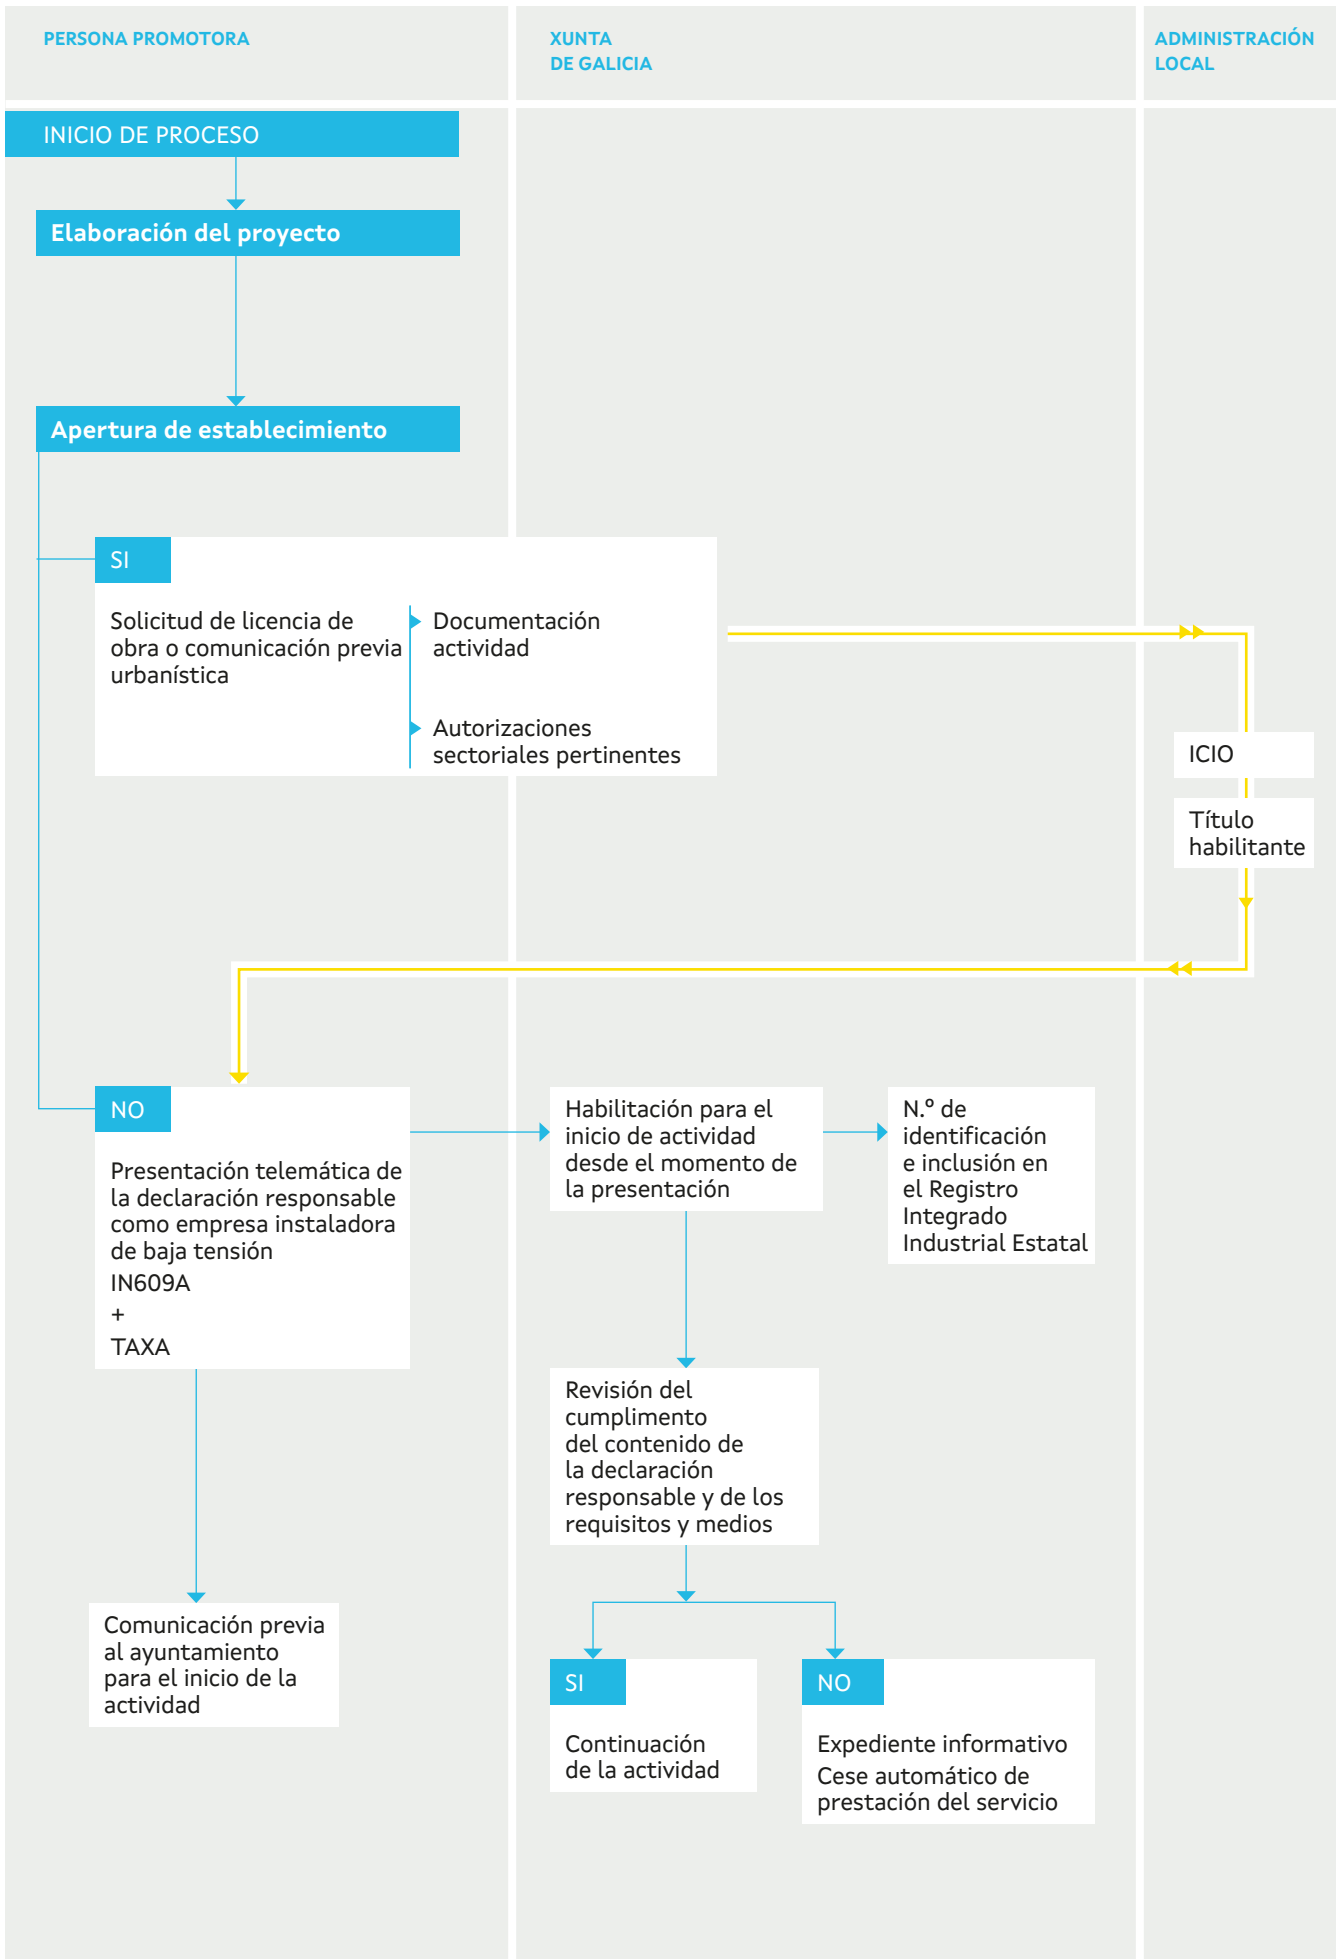 PERSONA PROMOTORA
XUNTA
DE GALICIA
ADMINISTRACIÓN
LOCAL
INICIO DE PROCESO
Elaboración del proyecto
Apertura de establecimiento
SI
Solicitud de licencia de
obra o comunicación previa
urbanística
Documentación
actividad
Autorizaciones
sectoriales pertinentes
ICIO
Título
habilitante
NO
Presentación telemática de
la declaración responsable
como empresa instaladora
de baja tensión
IN609A
+
TAXA
Habilitación para el
inicio de actividad
desde el momento de
la presentación
N.º de
identificación
e inclusión en
el Registro
Integrado
Industrial Estatal
Revisión del
cumplimento
del contenido de
la declaración
responsable y de los
requisitos y medios
Comunicación previa
al ayuntamiento
para el inicio de la
actividad
SI
Continuación
de la actividad
NO
Expediente informativo
Cese automático de
prestación del servicio